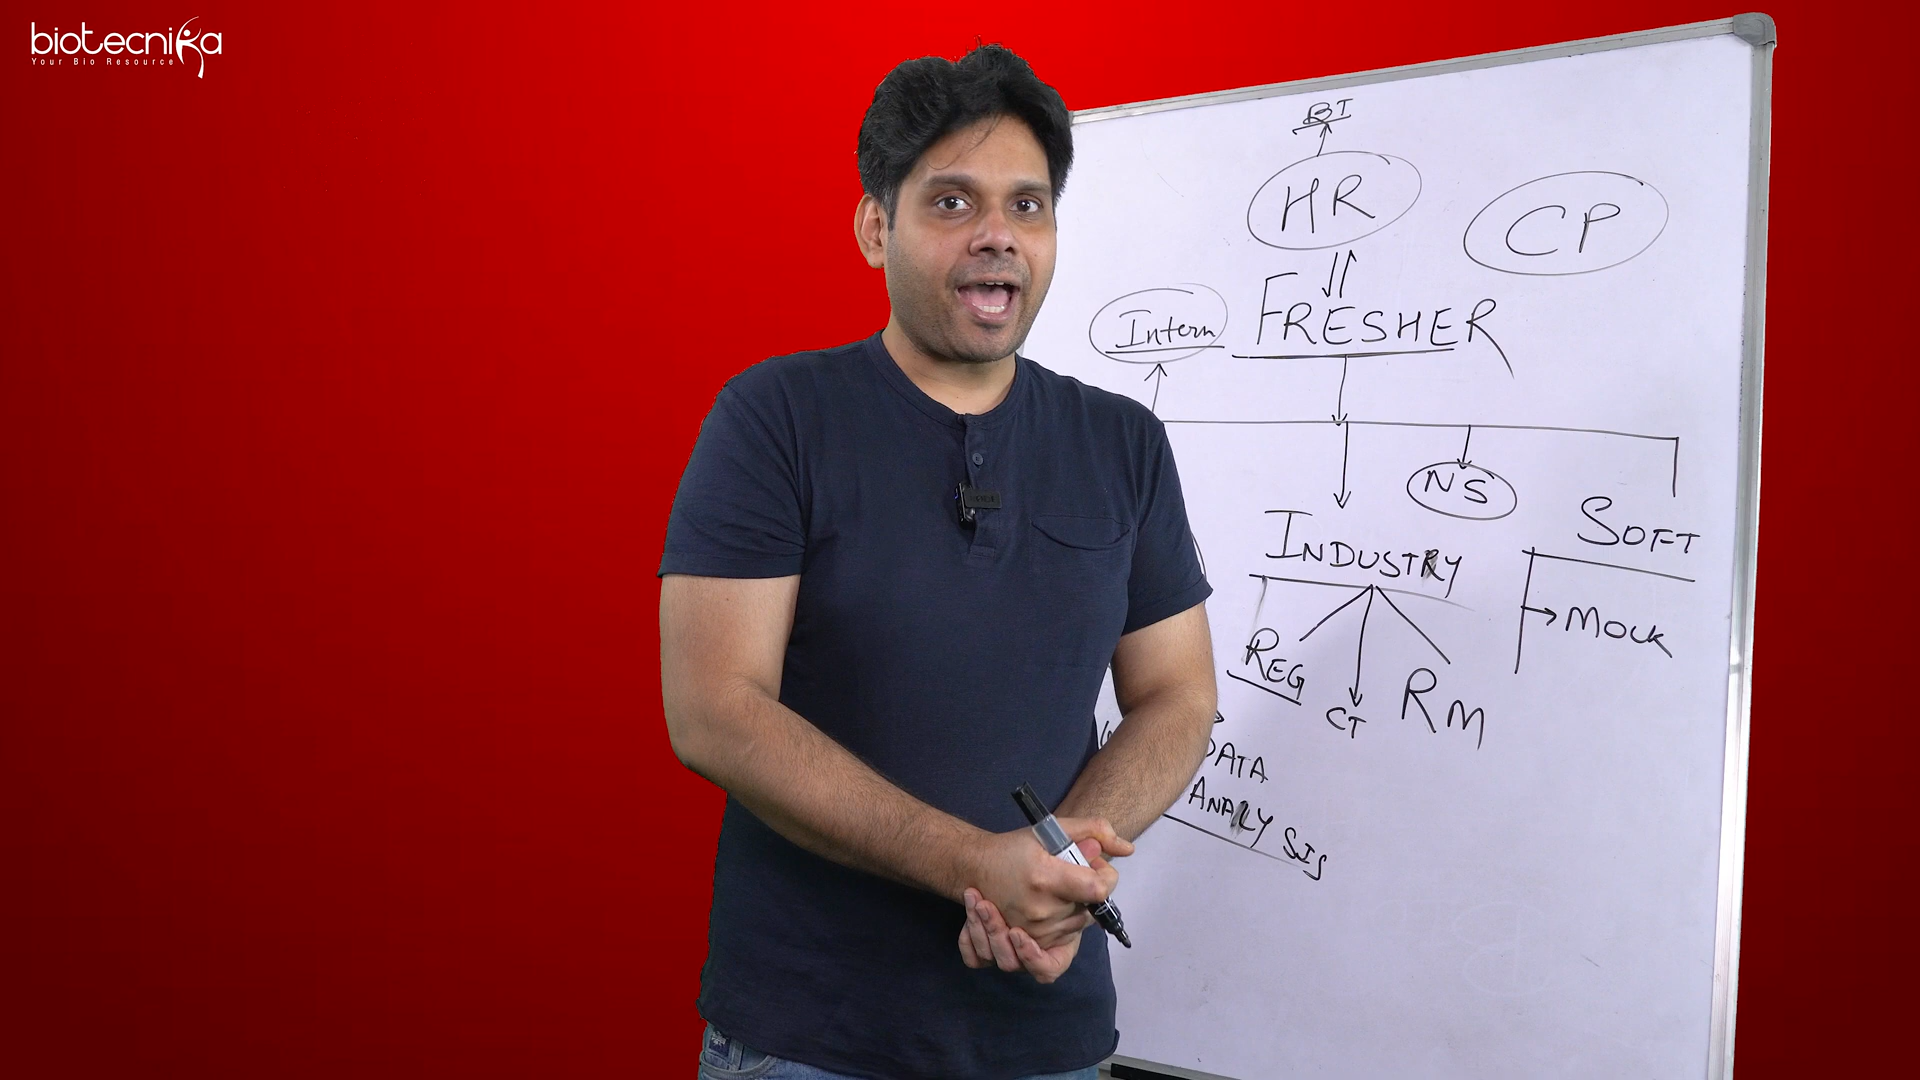 biotecnika
Your Bio Resource
BI
HR
CP
Intern
FRESHER
NS
INDUSTRY
SOFT
MOCK
REG
CT
RM
DATA
ANALYSIS